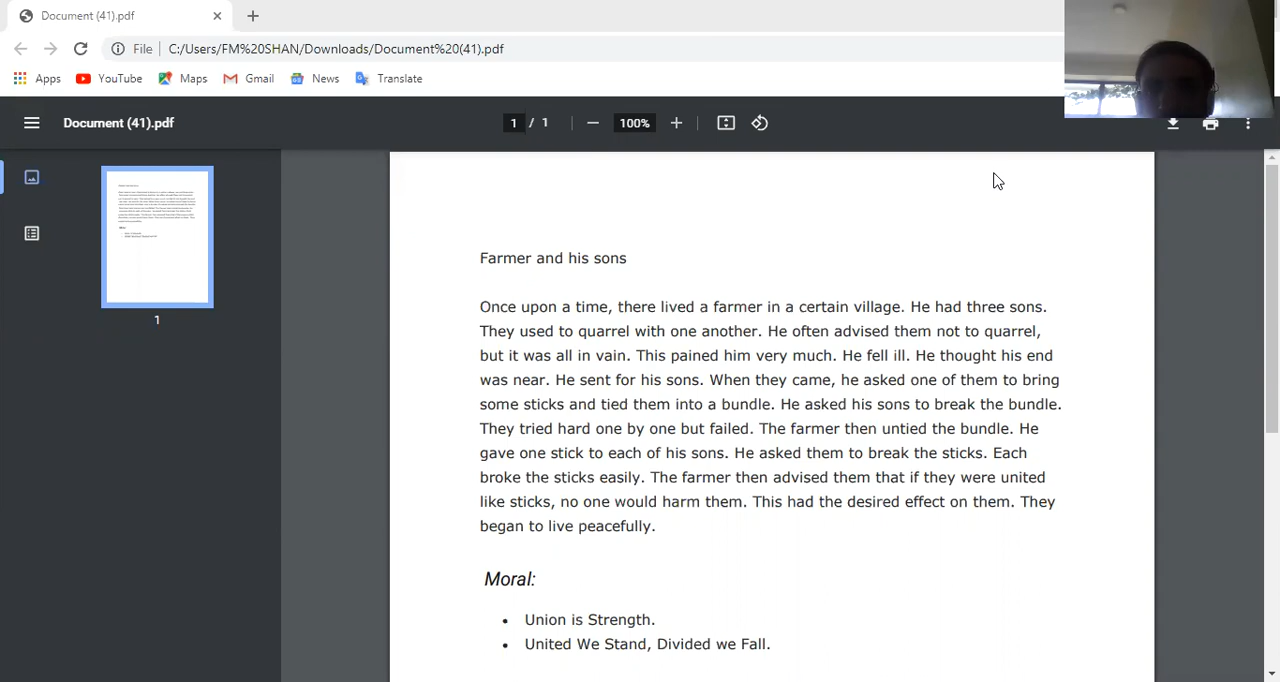 Document (41).pdf
File
C:/Users/FM%20SHAN/Downloads/Document%20(41).pdf
Apps
YouTube
Maps
Gmail
News
Translate
Document (41).pdf
1 / 1
100%
1
Farmer and his sons
Once upon a time, there lived a farmer in a certain village. He had three sons.
They used to quarrel with one another. He often advised them not to quarrel,
but it was all in vain. This pained him very much. He fell ill. He thought his end
was near. He sent for his sons. When they came, he asked one of them to bring
some sticks and tied them into a bundle. He asked his sons to break the bundle.
They tried hard one by one but failed. The farmer then untied the bundle. He
gave one stick to each of his sons. He asked them to break the sticks. Each
broke the sticks easily. The farmer then advised them that if they were united
like sticks, no one would harm them. This had the desired effect on them. They
began to live peacefully.
Moral:
• Union is Strength.
• United We Stand, Divided we Fall.